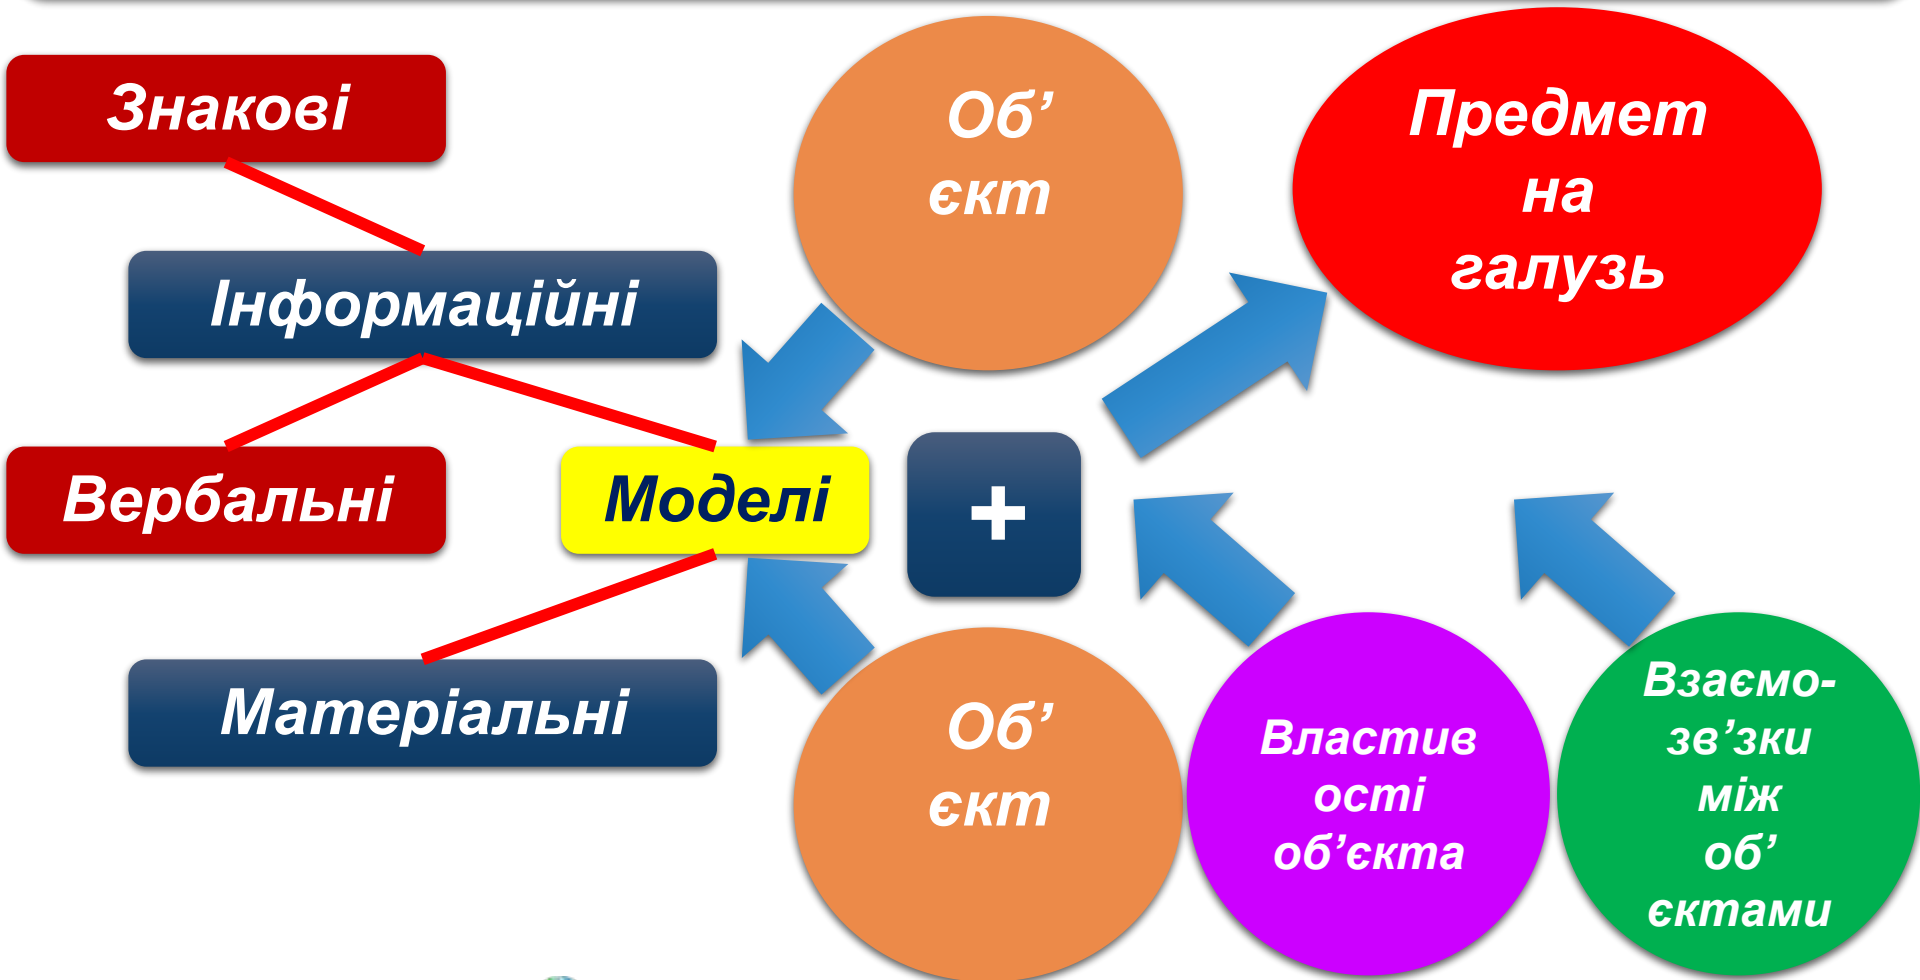 Знакові
Об’
єкт
Предмет
на
галузь
Інформаційні
Вербальні
Моделі
+
Матеріальні
Об’
єкт
Властив
ості
об’єкта
Взаємо-
зв’зки
між
об’
єктами